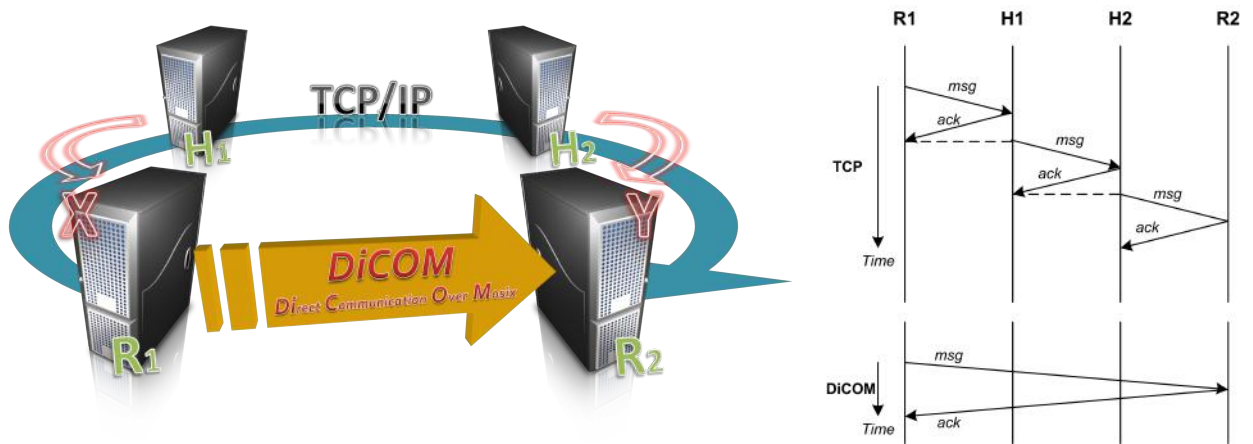 H1
TCP/IP
H2
X
Y
DiCOM
Direct Communication Over Mosix
R1
R2
R1 H1 H2 R2
msg
ack
msg
TCP
ack
msg
ack
Time
msg
DiCOM
ack
Time